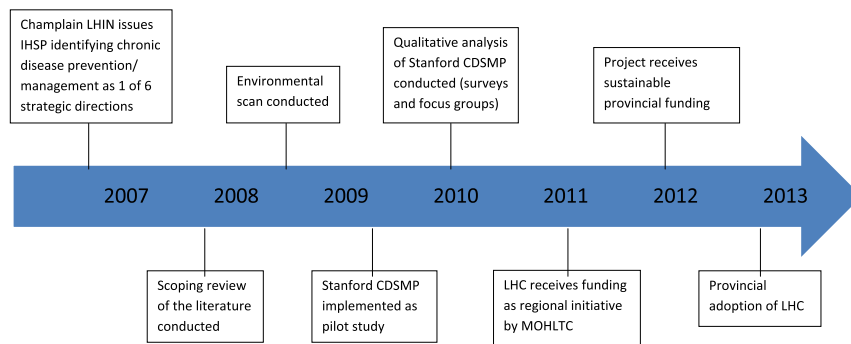 Champlain LHIN issues
IHSP identifying chronic
disease prevention/
management as 1 of 6
strategic directions
Environmental
scan conducted
Qualitative analysis
of Stanford CDSMP
conducted (surveys
and focus groups)
Project receives
sustainable
provincial funding
2007 2008 2009 2010 2011 2012 2013
Scoping review
of the literature
conducted
Stanford CDSMP
implemented as
pilot study
LHC receives funding
as regional initiative
by MOHLTC
Provincial
adoption of LHC